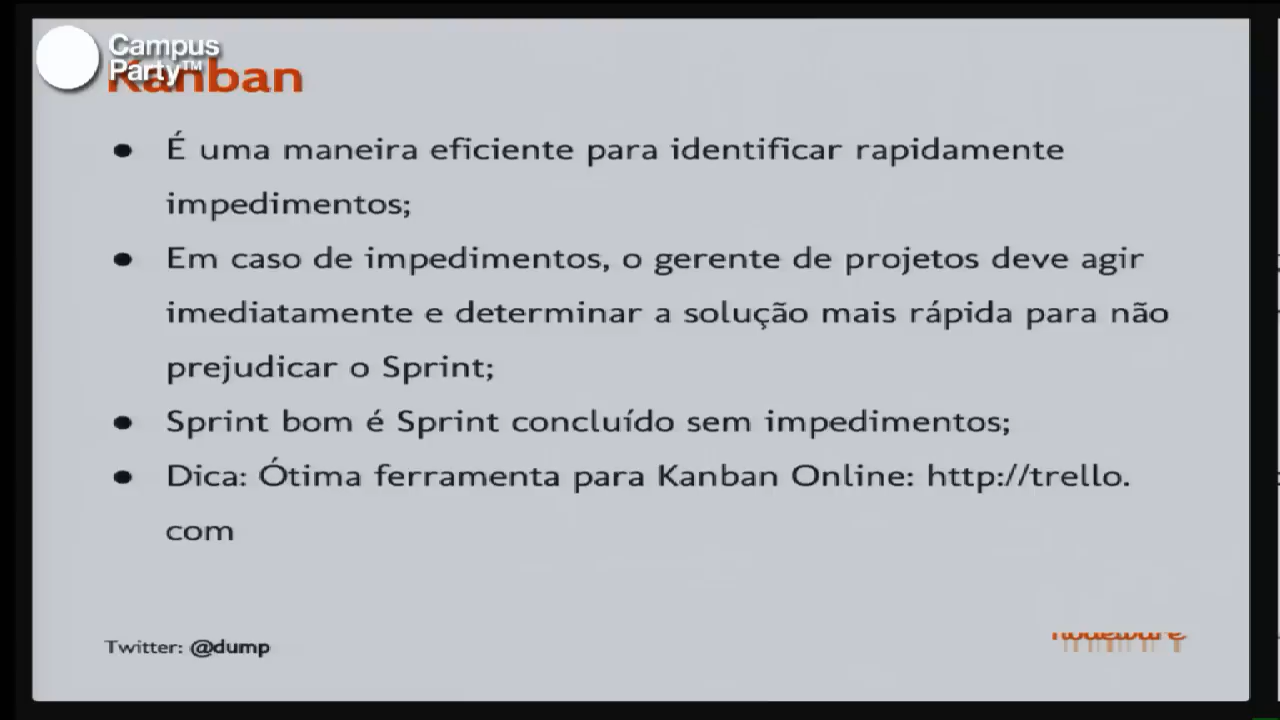 Campus
Party™
Kanban
● É uma maneira eficiente para identificar rapidamente
impedimentos;
● Em caso de impedimentos, o gerente de projetos deve agir
imediatamente e determinar a solução mais rápida para não
prejudicar o Sprint;
● Sprint bom é Sprint concluído sem impedimentos;
● Dica: Ótima ferramenta para Kanban Online: http://trello.
com
Twitter: @dump